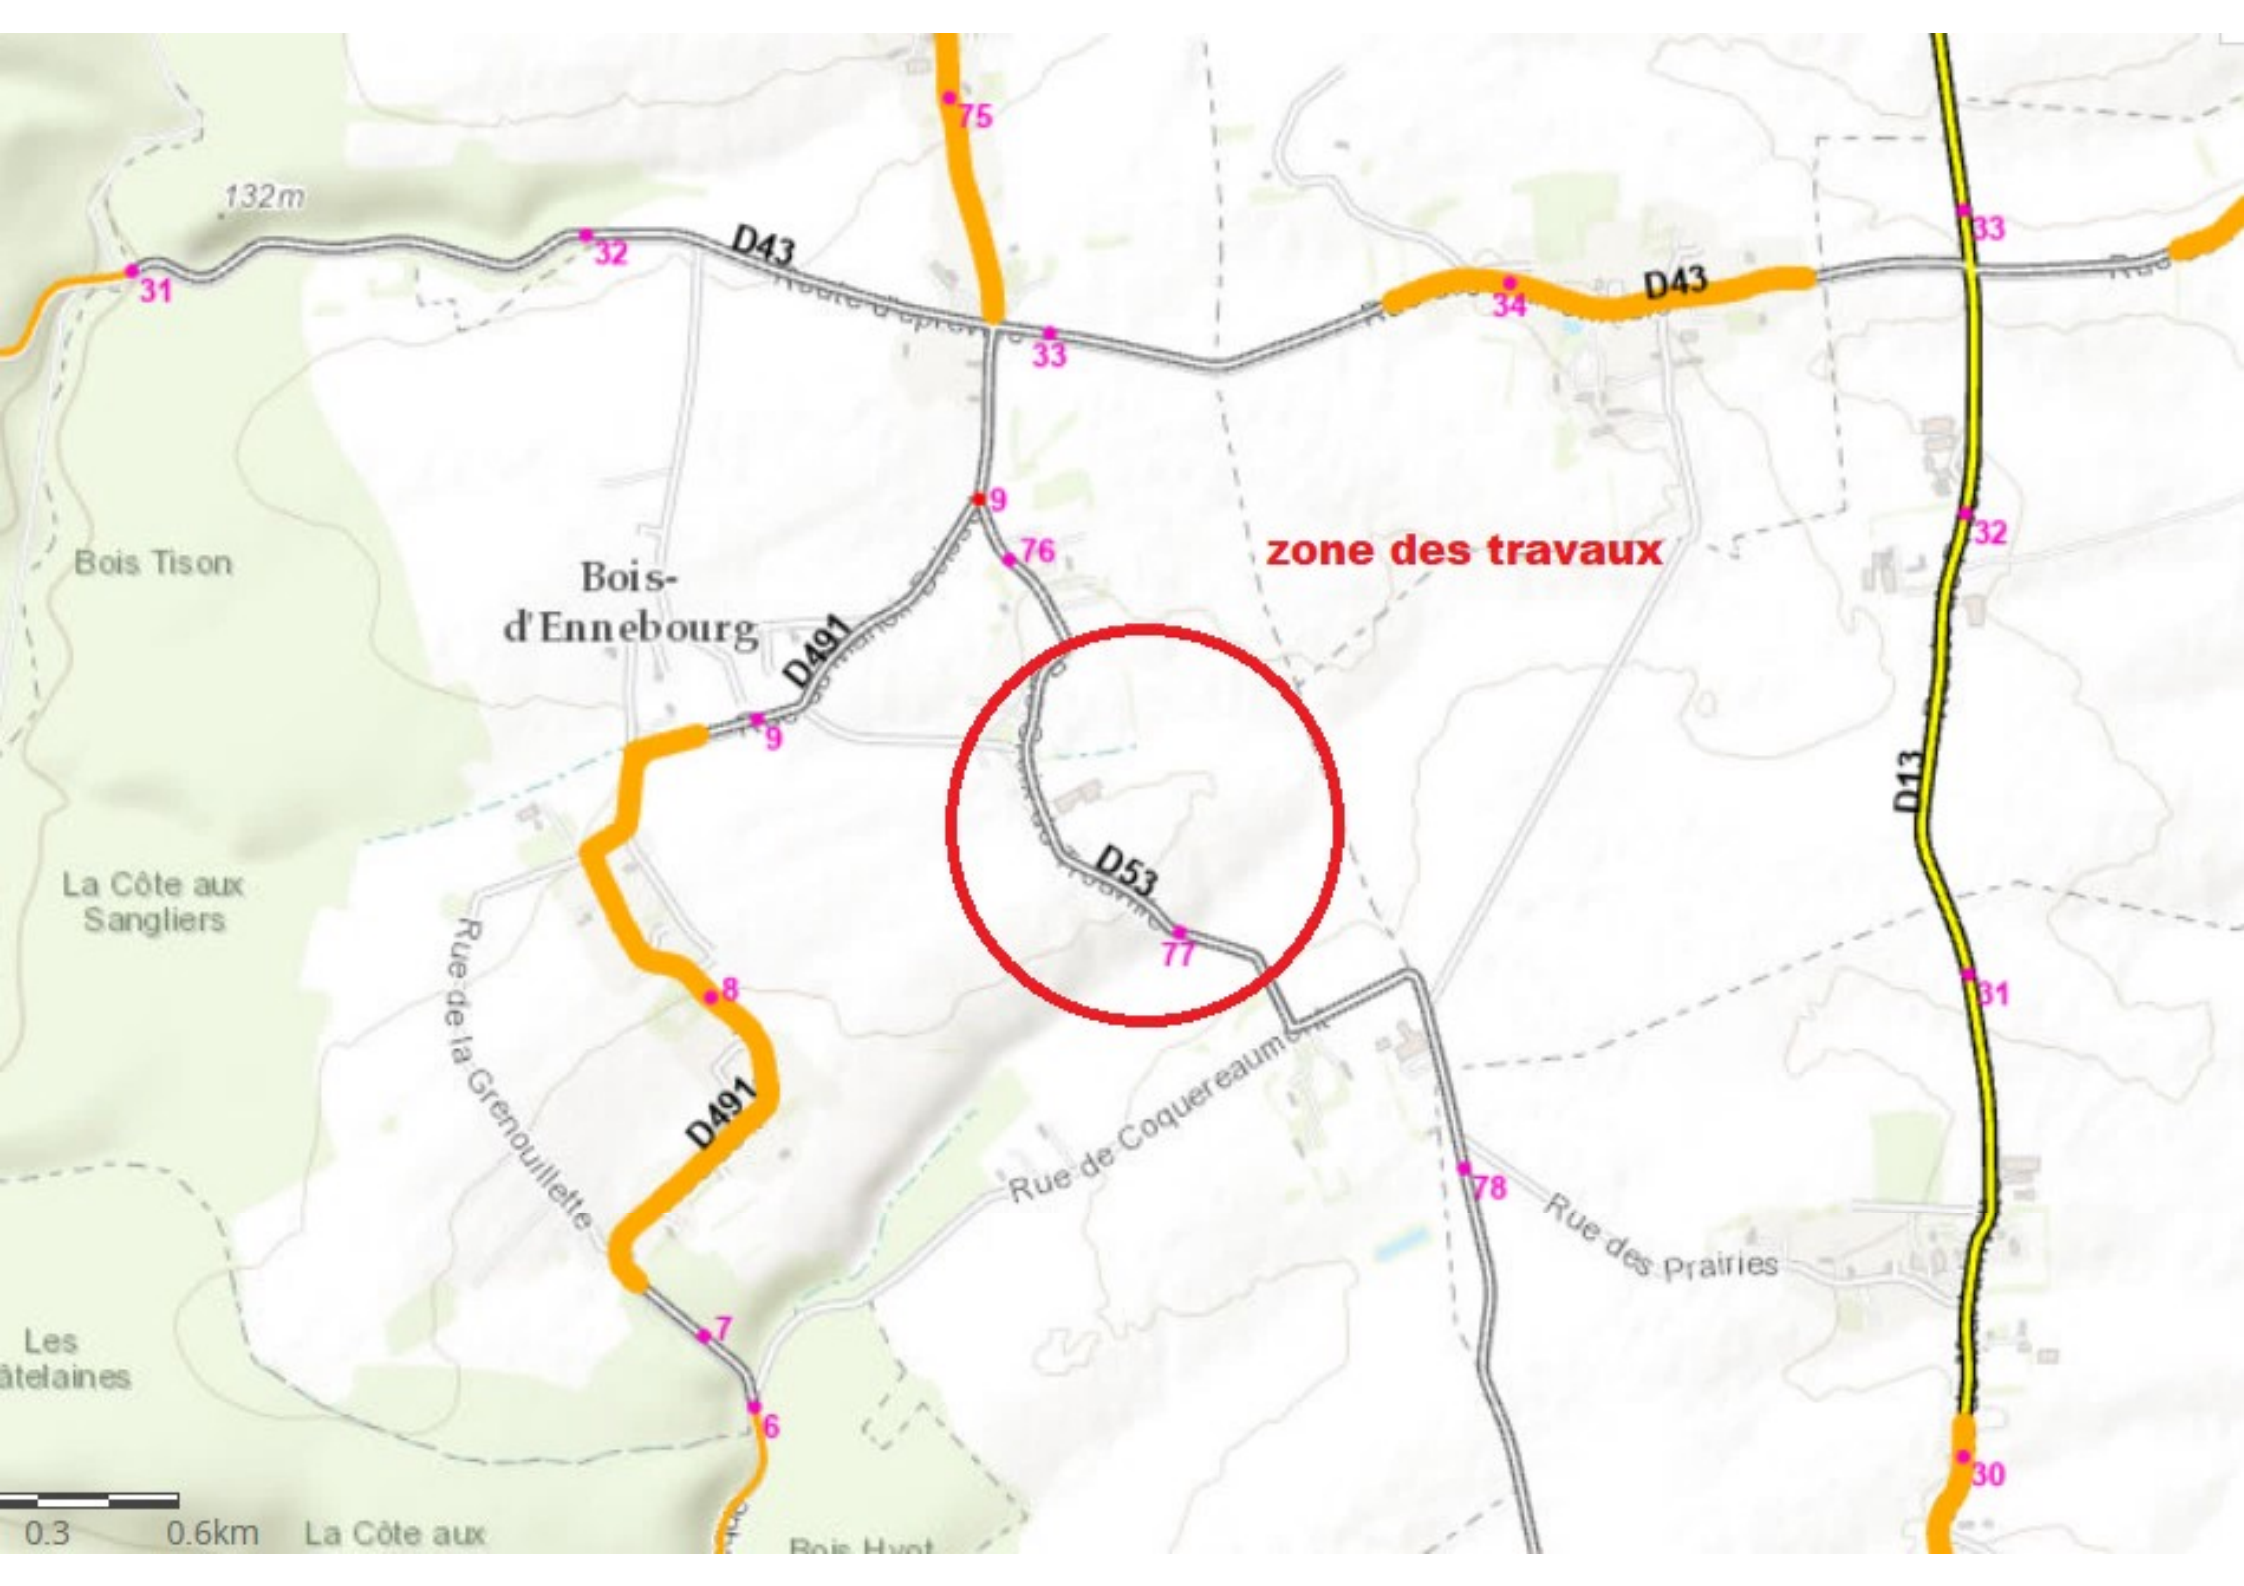 75
132m
33
D43
32
31
D43
34
33
9
32
76
zone des travaux
Bois Tison
Bois-
d'Ennebourg
D491
9
D13
D53
La Côte aux
Sangliers
77
8
31
Rue de la Grenouillette
D491
Rue de Coquereaumont
78
Rue des Prairies
7
Les
âtelaines
6
30
0.3
0.6km
La Côte aux
Bois Hyot